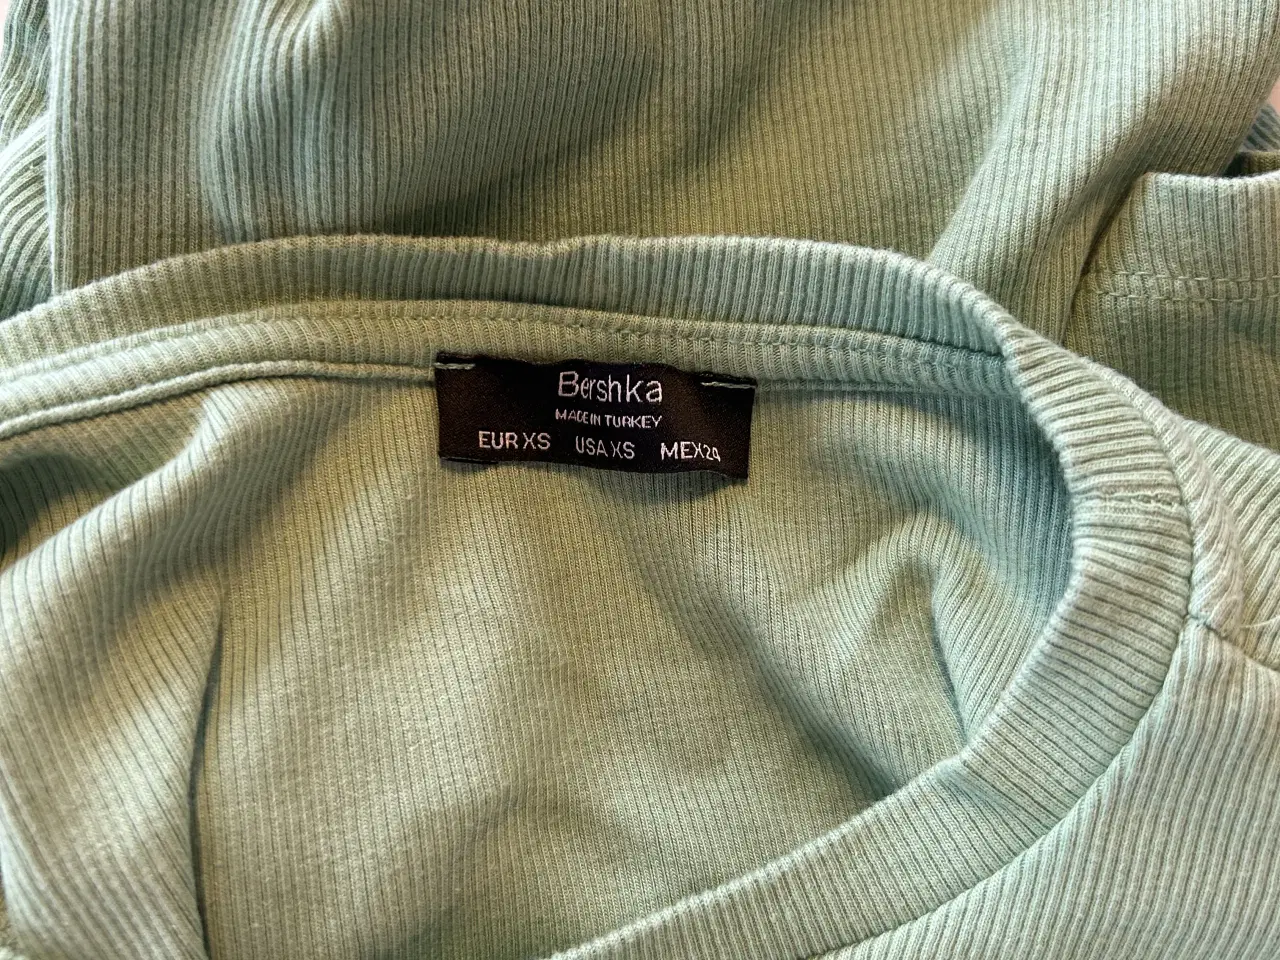 Bershka
MADE IN TURKEY
EUR XS USA XS MEX 24